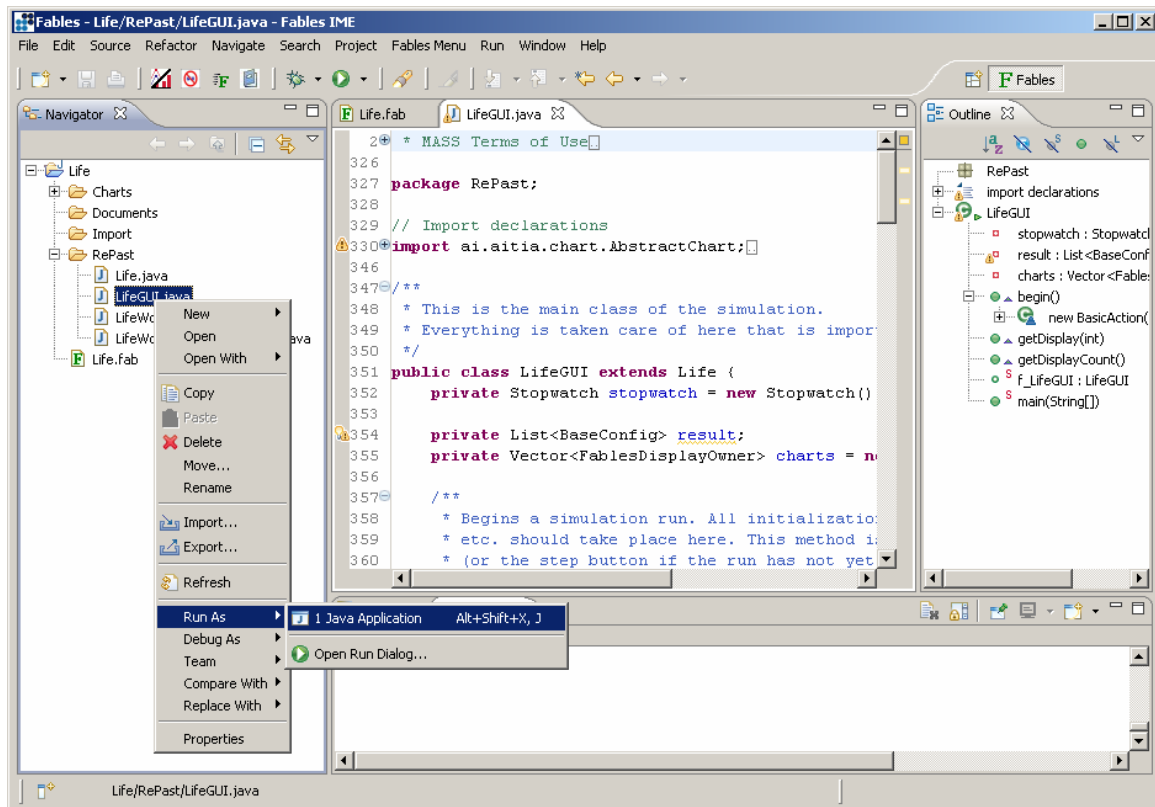 Fables - Life/RePast/LifeGUI.java - Fables IME
File Edit Source Refactor Navigate Search Project Fables Menu Run Window Help
F Fables
Navigator
Life
Charts
Documents
Import
RePast
Life.java
LifeGUI.java
LifeWo
LifeWo ava
Life.fab
New
Open
Open With
Copy
Paste
Delete
Move...
Rename
Import...
Export...
Refresh
Run As
Debug As
Team
Compare With
Replace With
Properties
1 Java Application Alt+Shift+X, J
Open Run Dialog...
Life.fab LifeGUI.java
2 * MASS Terms of Use
326
327 package RePast;
328
329 // Import declarations
330 import ai.aitia.chart.AbstractChart;
346
347 /**
348 * This is the main class of the simulation.
349 * Everything is taken care of here that is impor
350 */
351 public class LifeGUI extends Life {
352 private Stopwatch stopwatch = new Stopwatch()
353
354 private List<BaseConfig> result;
355 private Vector<FablesDisplayOwner> charts = n
356
357 /**
358 * Begins a simulation run. All initializatio
359 * etc. should take place here. This method i
360 * (or the step button if the run has not yet
Outline
RePast
import declarations
LifeGUI
stopwatch : Stopwatcl
result : List<BaseConf
charts : Vector<Fable
begin()
new BasicAction(
getDisplay(int)
getDisplayCount()
S f_LifeGUI : LifeGUI
S main(String[])
Life/RePast/LifeGUI.java